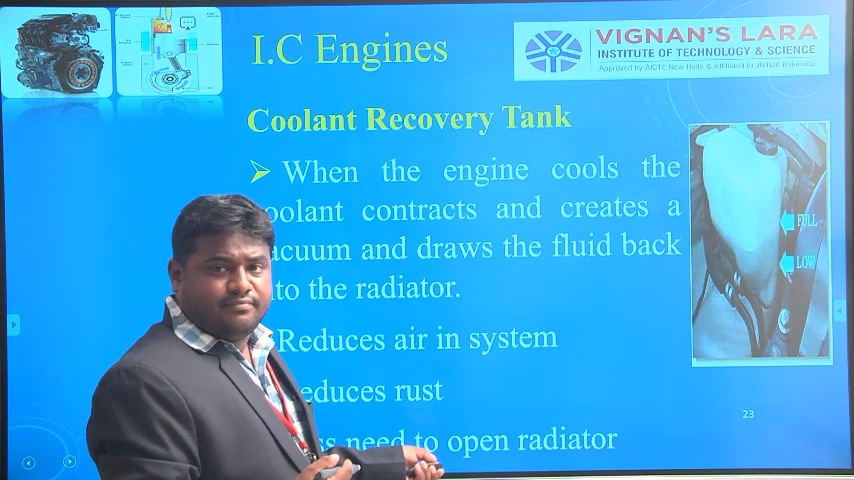 I.C Engines
VIGNAN'S LARA
INSTITUTE OF TECHNOLOGY & SCIENCE
Approved by AICTE New Delhi & Affiliated to JNTUK Kakinada
Coolant Recovery Tank
When the engine cools the
oolant contracts and creates a
acuum and draws the fluid back
to the radiator.
Reduces air in system
educes rust
ss need to open radiator
FULL
LOW
23